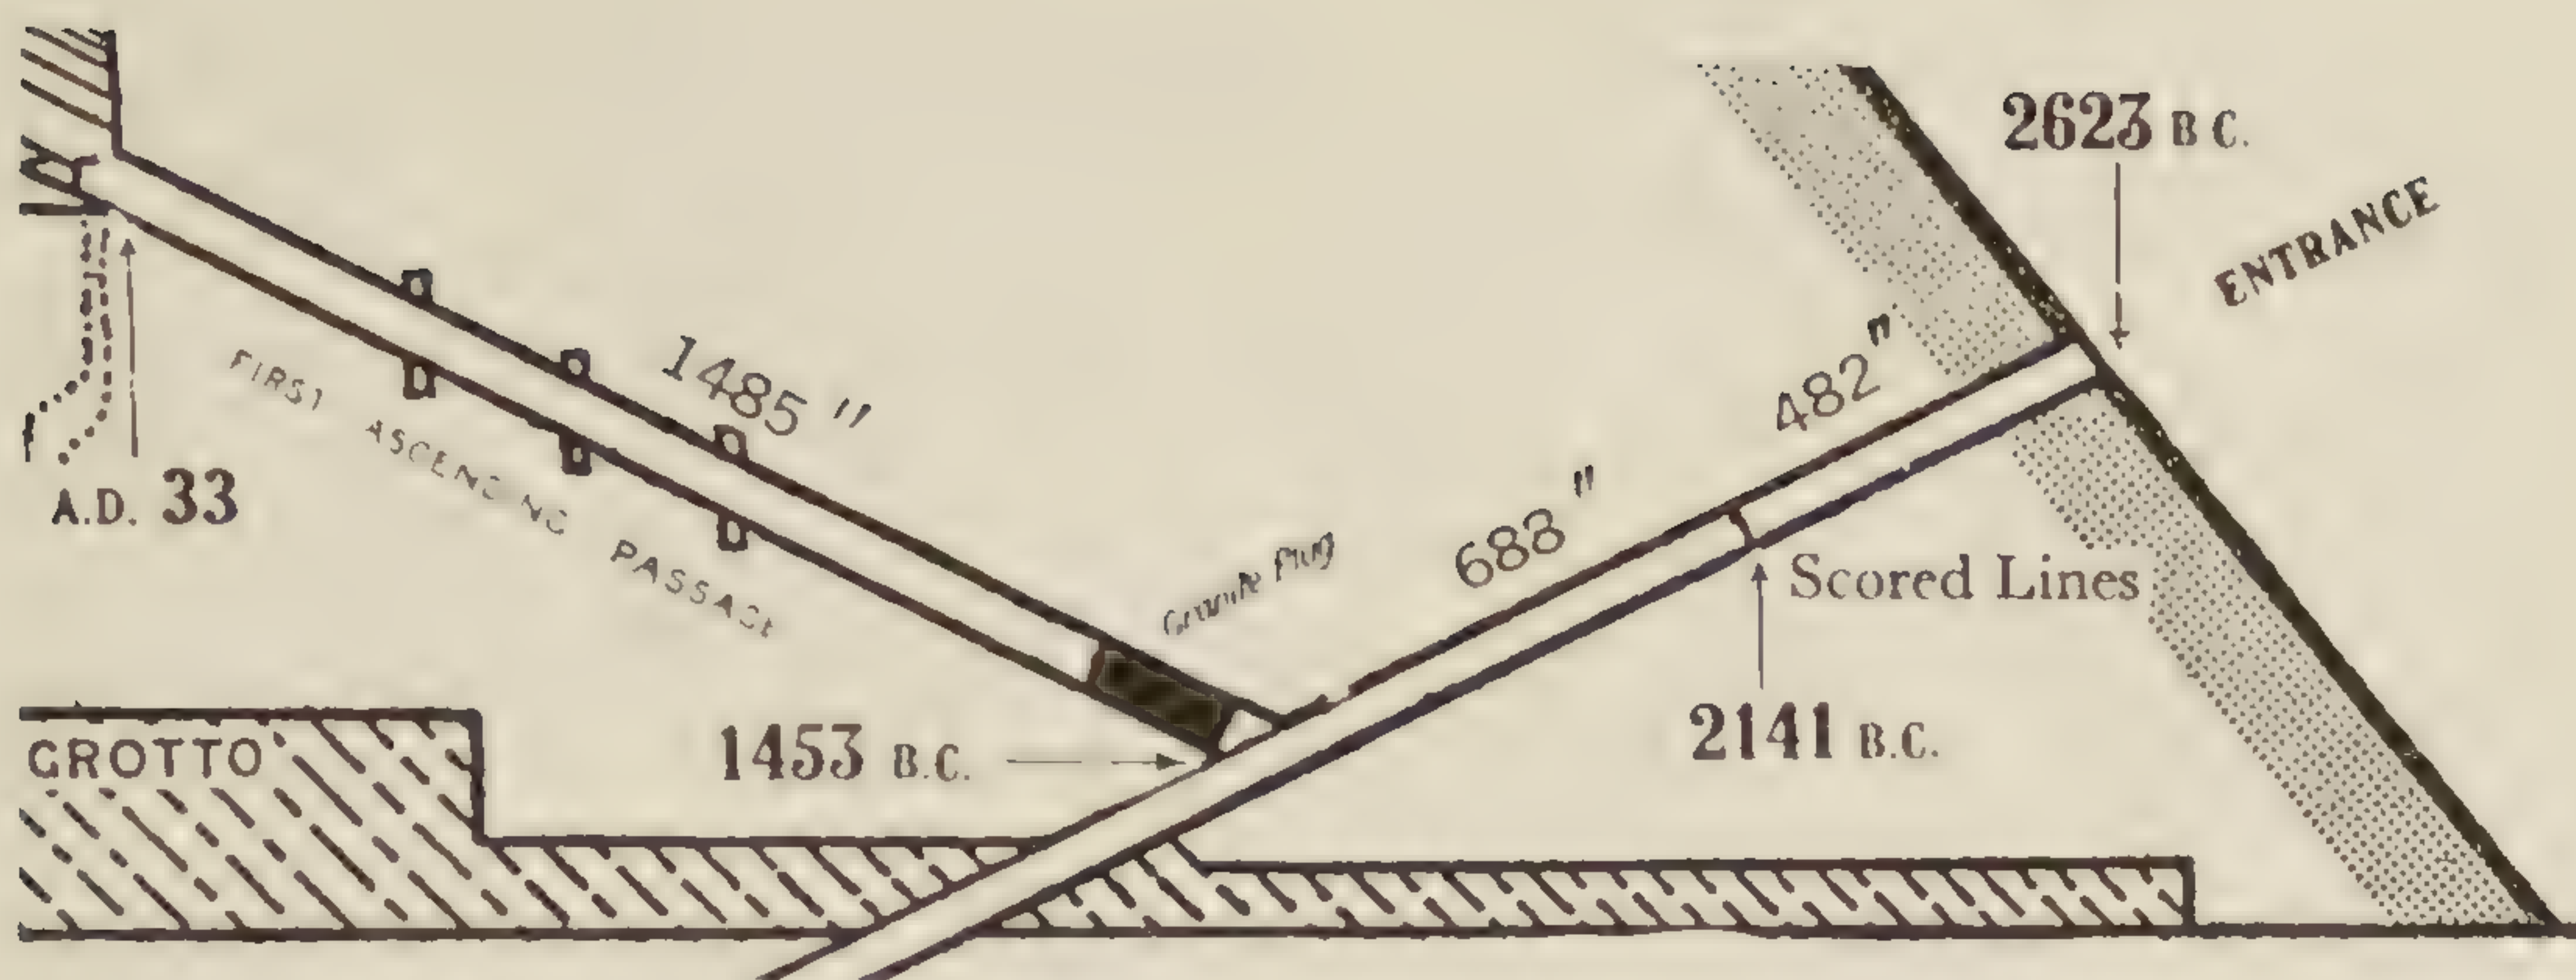 2623 B.C.
ENTRANCE
1485"
482"
FIRST ASCENDING PASSAGE
688"
A.D. 33
Granite Plug
Scored Lines
2141 B.C.
1453 B.C.
GROTTO